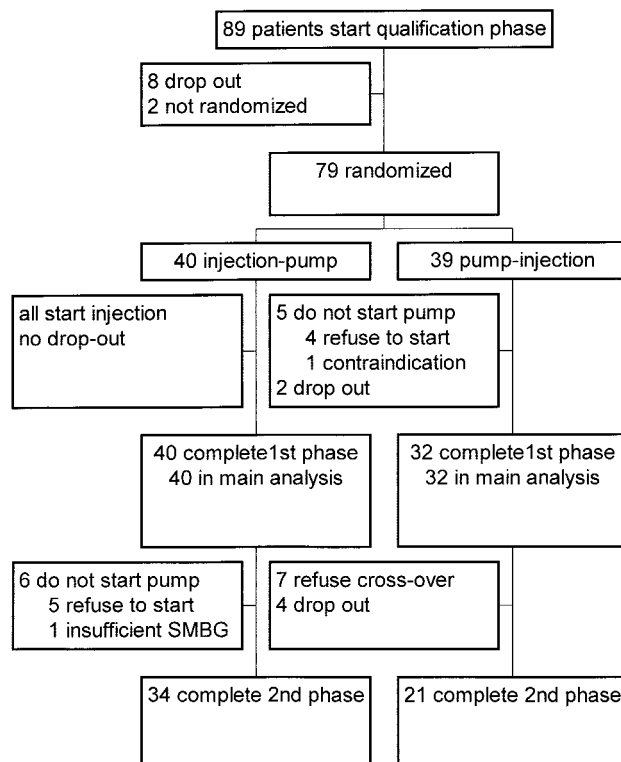 89 patients start qualification phase
8 drop out
2 not randomized
79 randomized
40 injection-pump
39 pump-injection
all start injection
no drop-out
5 do not start pump
4 refuse to start
1 contraindication
2 drop out
40 complete1st phase
40 in main analysis
32 complete1st phase
32 in main analysis
6 do not start pump
5 refuse to start
1 insufficient SMBG
7 refuse cross-over
4 drop out
34 complete 2nd phase
21 complete 2nd phase